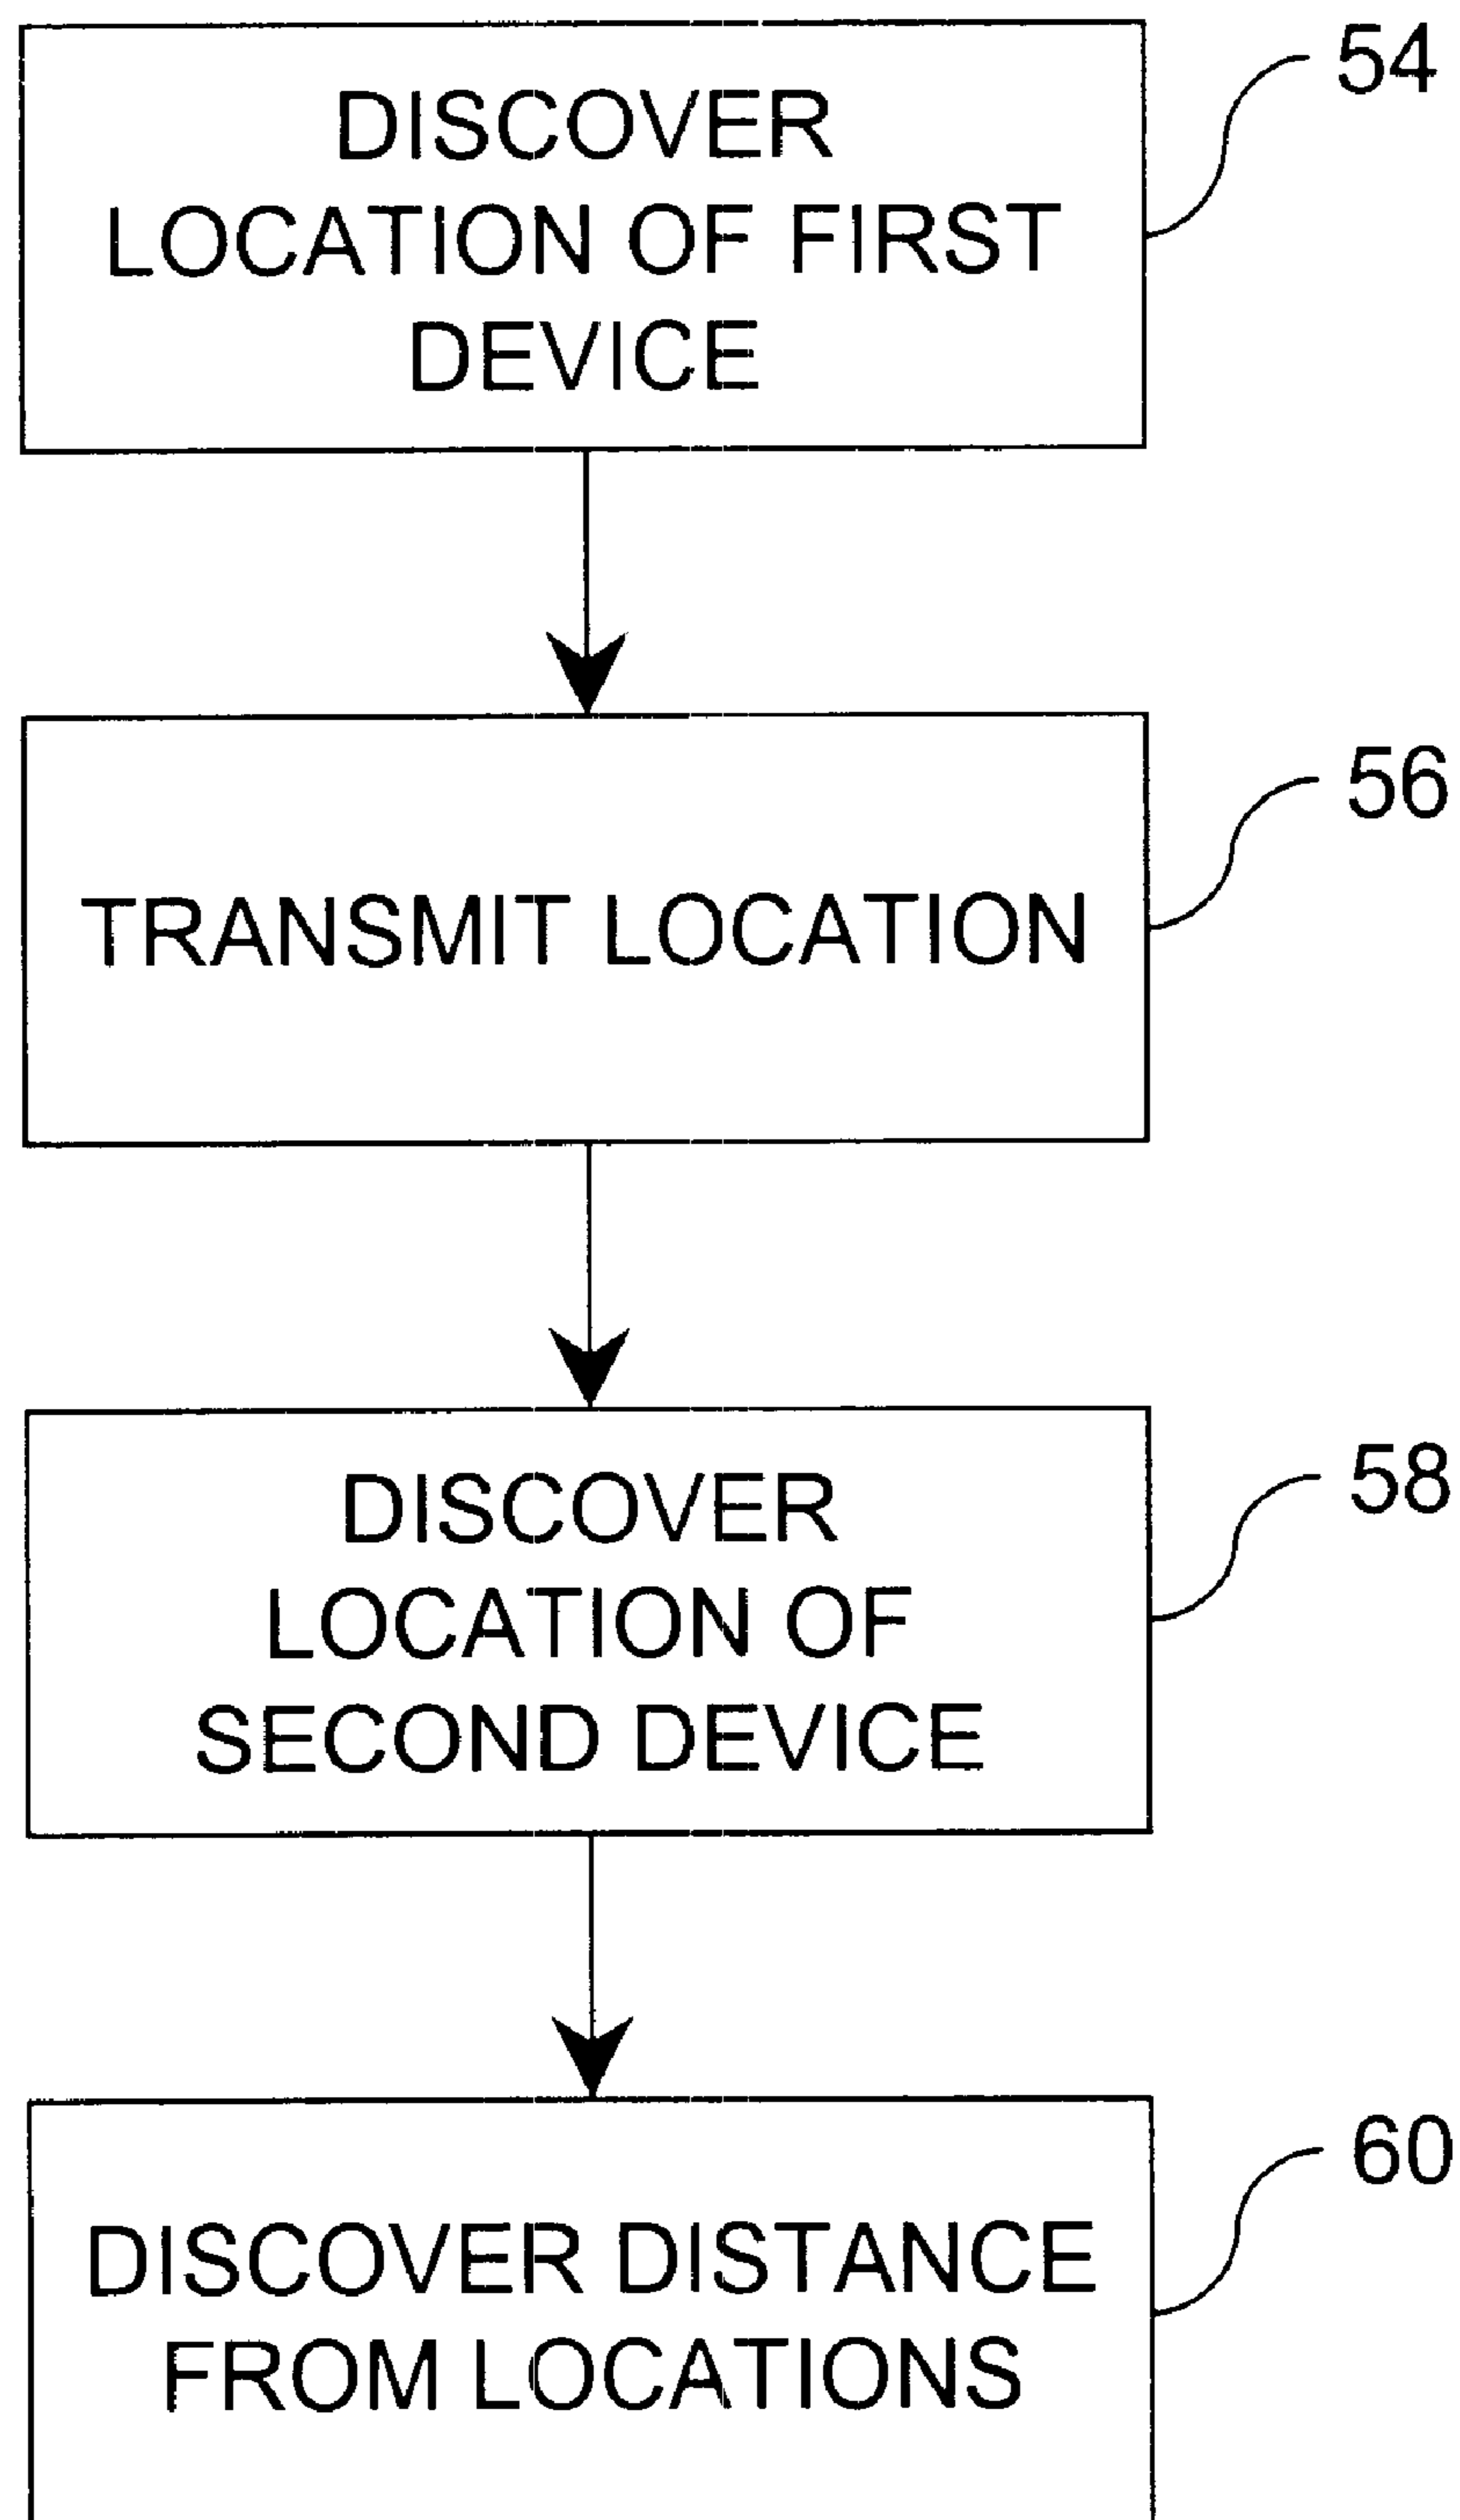 54
DISCOVER
LOCATION OF FIRST
DEVICE
56
TRANSMIT LOCATION
58
DISCOVER
LOCATION OF
SECOND DEVICE
60
DISCOVER DISTANCE
FROM LOCATIONS